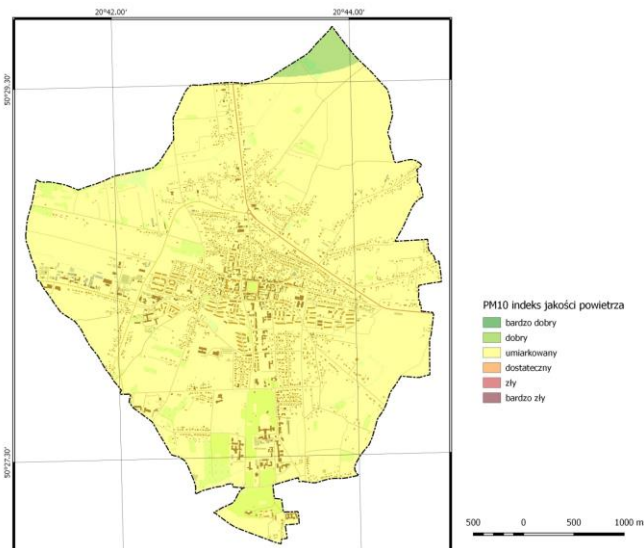 20°42.00'
20°44.00'
50°29.30'
50°27.30'
PM10 indeks jakości powietrza
bardzo dobry
dobry
umiarkowany
dostateczny
zły
bardzo zły
500 0 500 1000 m